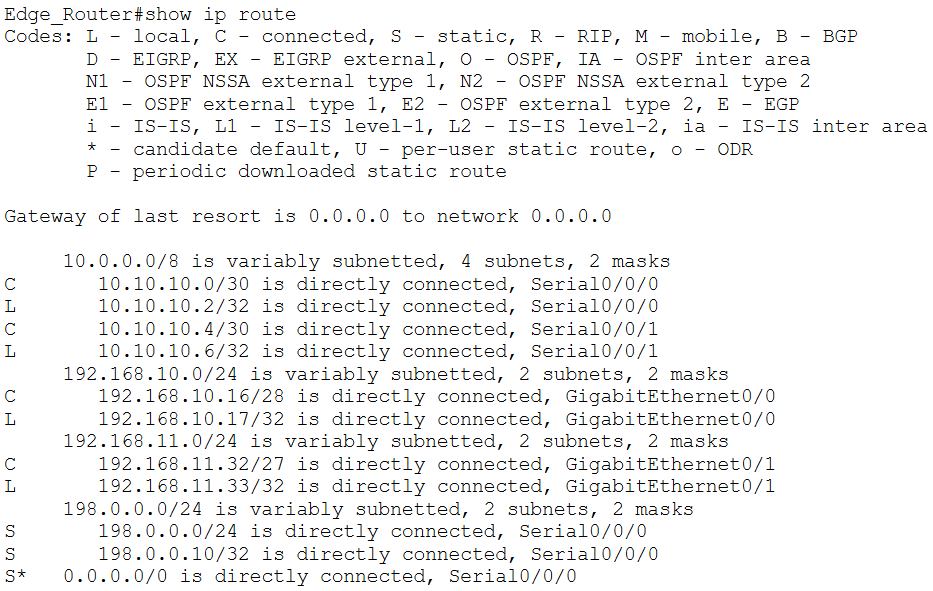 Edge_Router#show ip route
Codes: L - local, C - connected, S - static, R - RIP, M - mobile, B - BGP
       D - EIGRP, EX - EIGRP external, O - OSPF, IA - OSPF inter area
       N1 - OSPF NSSA external type 1, N2 - OSPF NSSA external type 2
       E1 - OSPF external type 1, E2 - OSPF external type 2, E - EGP
       i - IS-IS, L1 - IS-IS level-1, L2 - IS-IS level-2, ia - IS-IS inter area
       * - candidate default, U - per-user static route, o - ODR
       P - periodic downloaded static route

Gateway of last resort is 0.0.0.0 to network 0.0.0.0

     10.0.0.0/8 is variably subnetted, 4 subnets, 2 masks
C       10.10.10.0/30 is directly connected, Serial0/0/0
L       10.10.10.2/32 is directly connected, Serial0/0/0
C       10.10.10.4/30 is directly connected, Serial0/0/1
L       10.10.10.6/32 is directly connected, Serial0/0/1
     192.168.10.0/24 is variably subnetted, 2 subnets, 2 masks
C       192.168.10.16/28 is directly connected, GigabitEthernet0/0
L       192.168.10.17/32 is directly connected, GigabitEthernet0/0
     192.168.11.0/24 is variably subnetted, 2 subnets, 2 masks
C       192.168.11.32/27 is directly connected, GigabitEthernet0/1
L       192.168.11.33/32 is directly connected, GigabitEthernet0/1
     198.0.0.0/24 is variably subnetted, 2 subnets, 2 masks
S       198.0.0.0/24 is directly connected, Serial0/0/0
S       198.0.0.10/32 is directly connected, Serial0/0/0
S*   0.0.0.0/0 is directly connected, Serial0/0/0